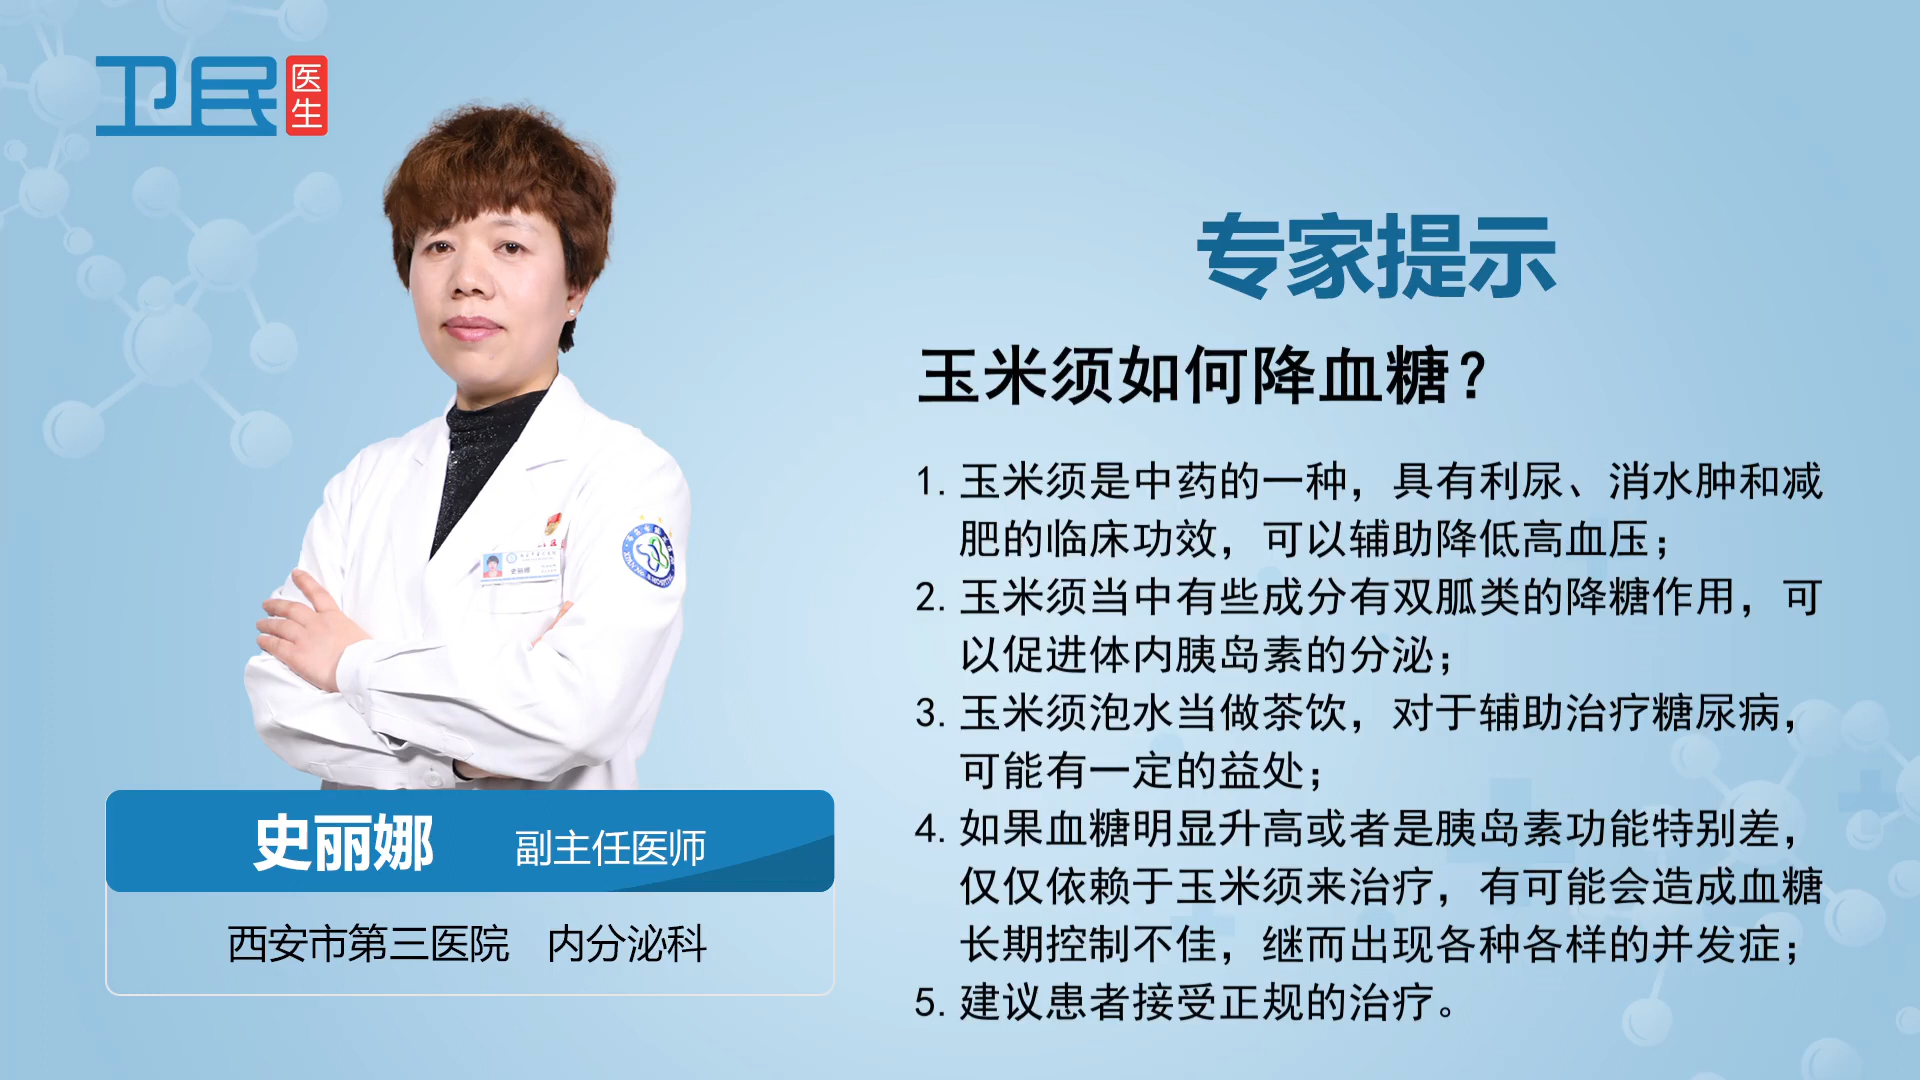 卫民医生
专家提示
玉米须如何降血糖？
1. 玉米须是中药的一种，具有利尿、消水肿和减
肥的临床功效，可以辅助降低高血压；
2. 玉米须当中有些成分有双胍类的降糖作用，可
以促进体内胰岛素的分泌；
3. 玉米须泡水当做茶饮，对于辅助治疗糖尿病，
可能有一定的益处；
4. 如果血糖明显升高或者是胰岛素功能特别差，
仅仅依赖于玉米须来治疗，有可能会造成血糖
长期控制不佳，继而出现各种各样的并发症；
5. 建议患者接受正规的治疗。
史丽娜
史丽娜 副主任医师
西安市第三医院 内分泌科